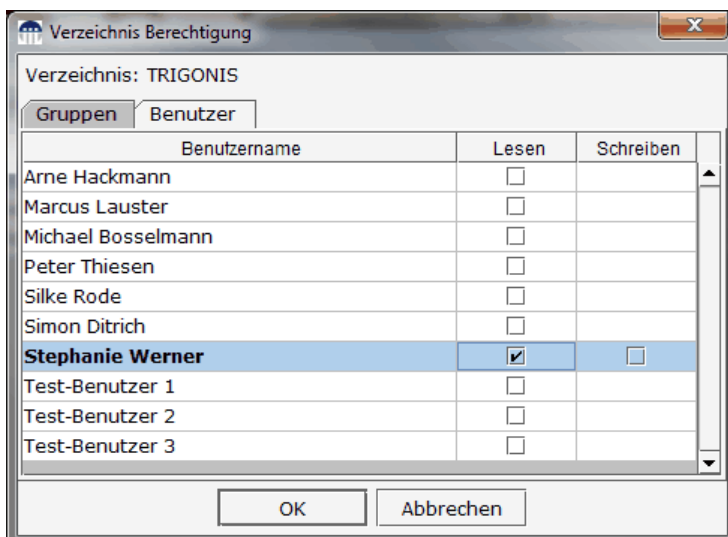 Verzeichnis Berechtigung
Verzeichnis: TRIGONIS
Gruppen Benutzer
Benutzername Lesen Schreiben
Arne Hackmann
Marcus Lauster
Michael Bosselmann
Peter Thiesen
Silke Rode
Simon Ditrich
Stephanie Werner
Test-Benutzer 1
Test-Benutzer 2
Test-Benutzer 3
OK Abbrechen